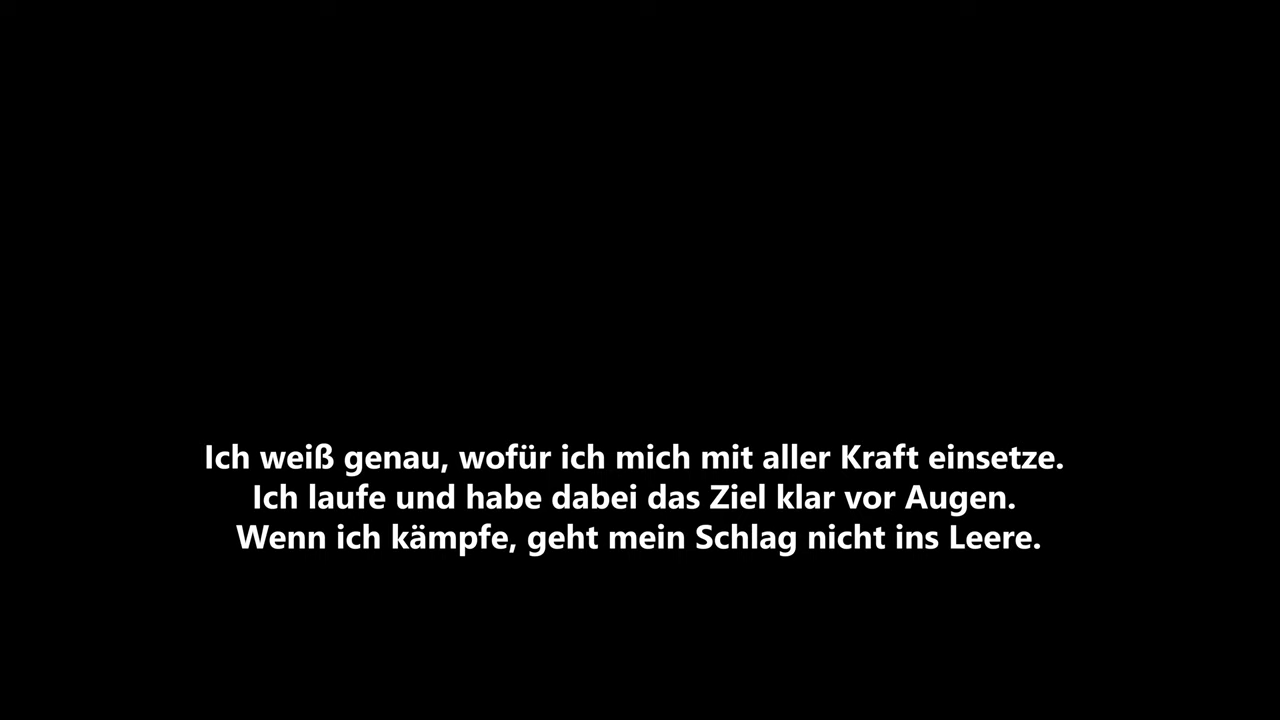 Ich weiß genau, wofür ich mich mit aller Kraft einsetze.
Ich laufe und habe dabei das Ziel klar vor Augen.
Wenn ich kämpfe, geht mein Schlag nicht ins Leere.